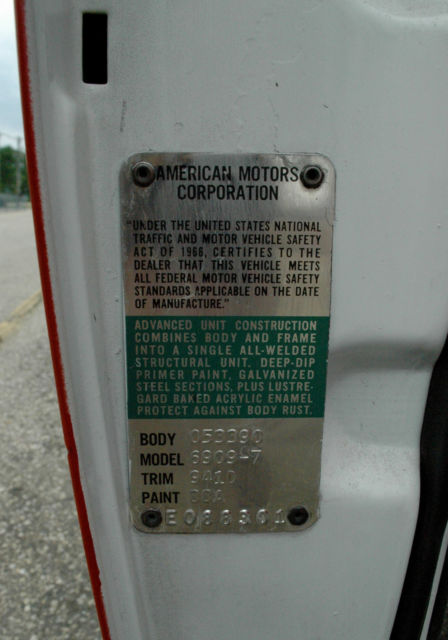 AMERICAN MOTORS
CORPORATION
"UNDER THE UNITED STATES NATIONAL
TRAFFIC AND MOTOR VEHICLE SAFETY
ACT OF 1966, CERTIFIES TO THE
DEALER THAT THIS VEHICLE MEETS
ALL FEDERAL MOTOR VEHICLE SAFETY
STANDARDS APPLICABLE ON THE DATE
OF MANUFACTURE."
ADVANCED UNIT CONSTRUCTION
COMBINES BODY AND FRAME
INTO A SINGLE ALL-WELDED
STRUCTURAL UNIT. DEEP-DIP
PRIMER PAINT, GALVANIZED
STEEL SECTIONS, PLUS LUSTRE-
GARD BAKED ACRYLIC ENAMEL
PROTECT AGAINST BODY RUST.
BODY
MODEL 6909-7
TRIM
PAINT